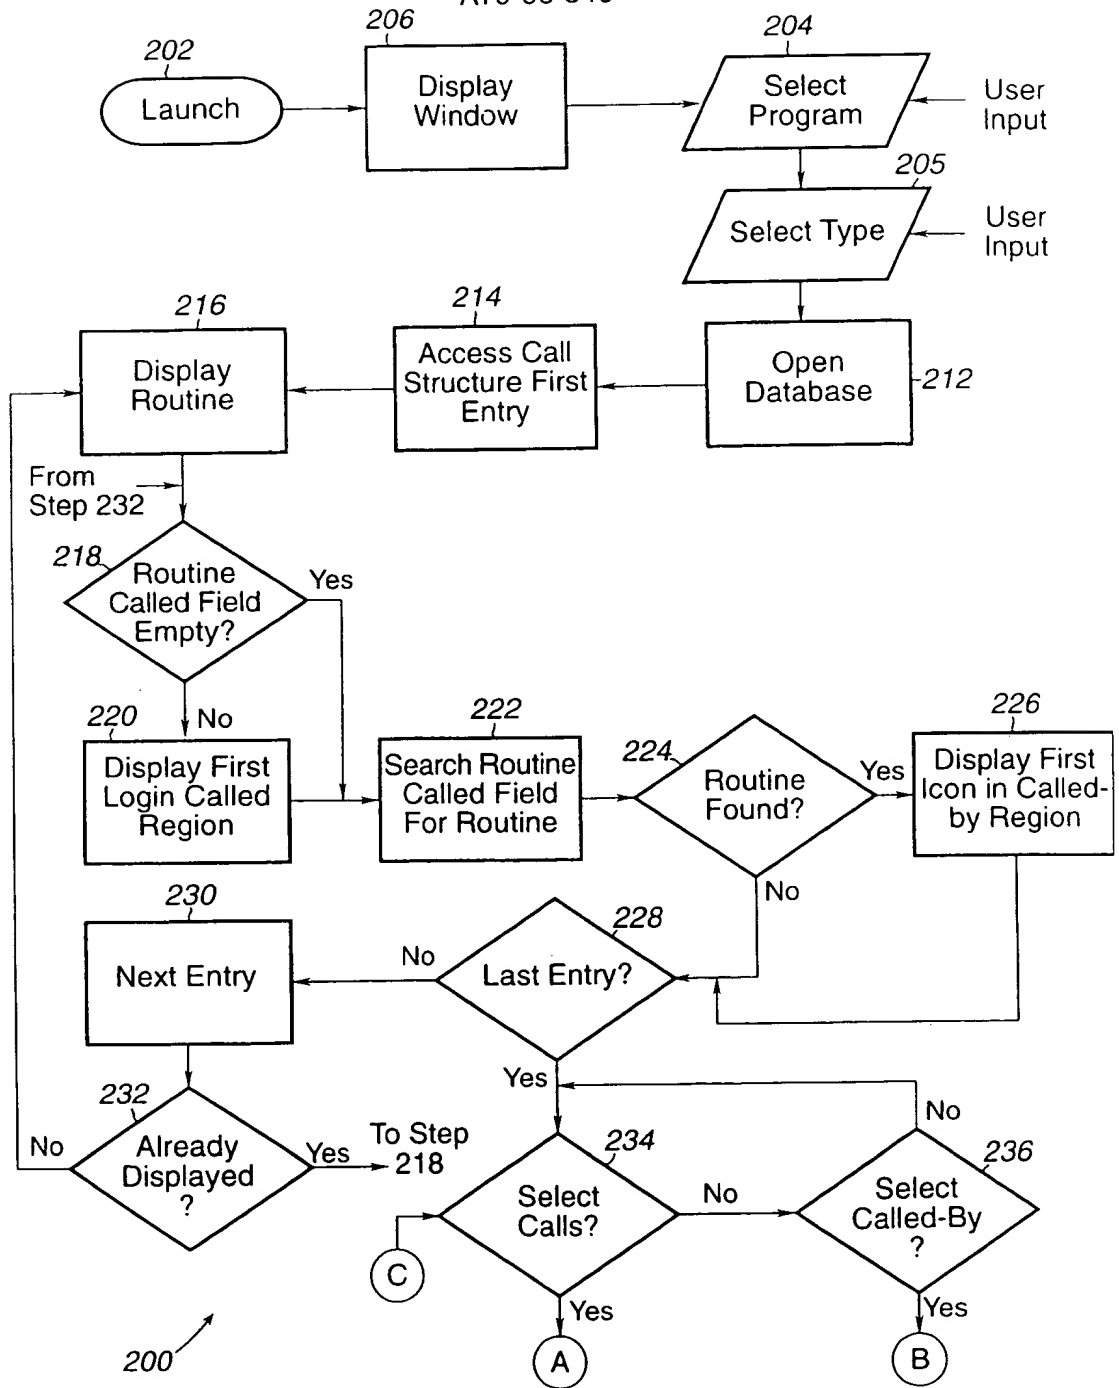 206
204
202
Launch
Display
Window
Select
Program
User
Input
205
Select Type
User
Input
216
214
Display
Routine
Access Call
Structure First
Entry
Open
Database
212
From
Step 232
218
Routine
Called Field
Empty?
Yes
No
220
Display First
Login Called
Region
222
Search Routine
Called Field
For Routine
224
Routine
Found?
Yes
No
226
Display First
Icon in Called-
by Region
230
Next Entry
No
228
Last Entry?
Yes
232
No
Already
Displayed
?
Yes
To Step
218
234
Select
Calls?
No
Yes
236
No
Select
Called-By
?
Yes
C
A
B
200